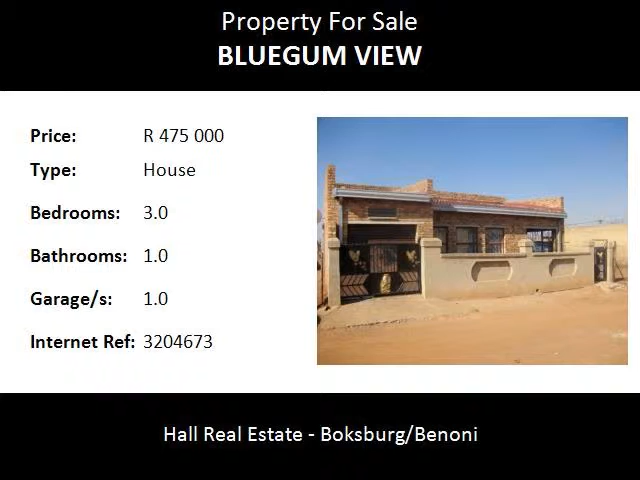 Property For Sale
BLUEGUM VIEW
Price: R 475 000
Type: House
Bedrooms: 3.0
Bathrooms: 1.0
Garage/s: 1.0
Internet Ref: 3204673
Hall Real Estate - Boksburg/Benoni